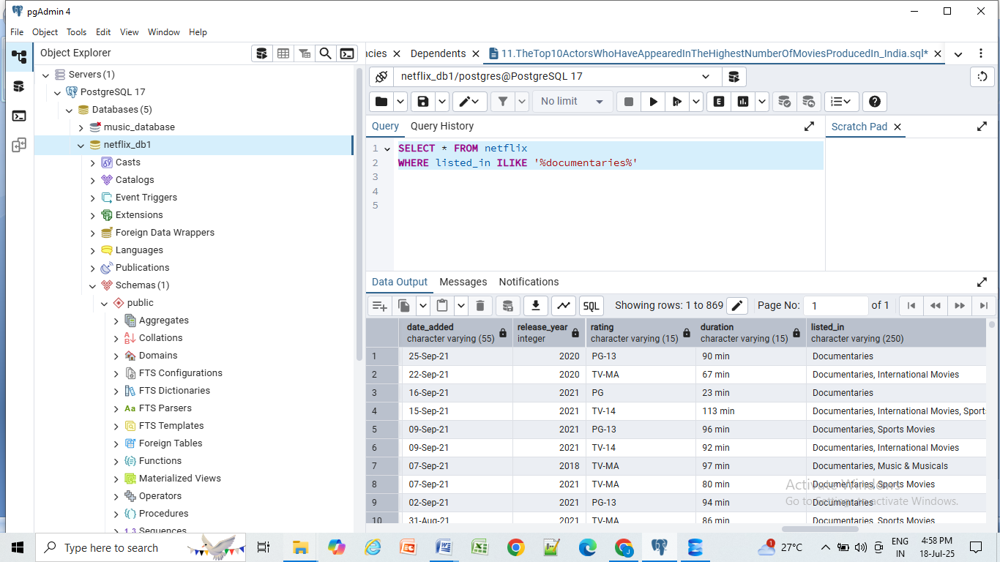 pgAdmin 4
File Object Tools Edit View Window Help
Object Explorer
Servers (1)
PostgreSQL 17
Databases (5)
music_database
netflix_db1
Casts
Catalogs
Event Triggers
Extensions
Foreign Data Wrappers
Languages
Publications
Schemas (1)
public
Aggregates
Collations
Domains
FTS Configurations
FTS Dictionaries
Aa FTS Parsers
FTS Templates
Foreign Tables
Functions
Materialized Views
Operators
Procedures
1..3 Sequences
ncies Dependents 11.TheTop10ActorsWhoHaveAppearedInTheHighestNumberOfMoviesProducedIn_India.sql*
netflix_db1/postgres@PostgreSQL 17
No limit E
Query Query History Scratch Pad
1 SELECT * FROM netflix
2 WHERE listed_in ILIKE '%documentaries%'
3
4
5
Data Output Messages Notifications
SQL Showing rows: 1 to 869 Page No: 1 of 1
date_added release_year rating duration listed_in
character varying (55) integer character varying (15) character varying (15) character varying (250)
1 25-Sep-21 2020 PG-13 90 min Documentaries
2 22-Sep-21 2020 TV-MA 67 min Documentaries, International Movies
3 16-Sep-21 2021 PG 23 min Documentaries
4 15-Sep-21 2021 TV-14 113 min Documentaries, International Movies, Sport
5 09-Sep-21 2021 PG-13 96 min Documentaries, Sports Movies
6 09-Sep-21 2021 TV-14 92 min Documentaries, International Movies
7 07-Sep-21 2018 TV-MA 97 min Documentaries, Music & Musicals
8 07-Sep-21 2021 TV-MA 80 min Documentaries, Sports Movies
9 02-Sep-21 2021 PG-13 94 min Documentaries
10 31-Aug-21 2021 TV-MA 86 min Documentaries, Sports Movies
Activate Windows
Go to Settings to activate Windows.
Type here to search
1 27°C ENG 4:58 PM
IN 18-Jul-25